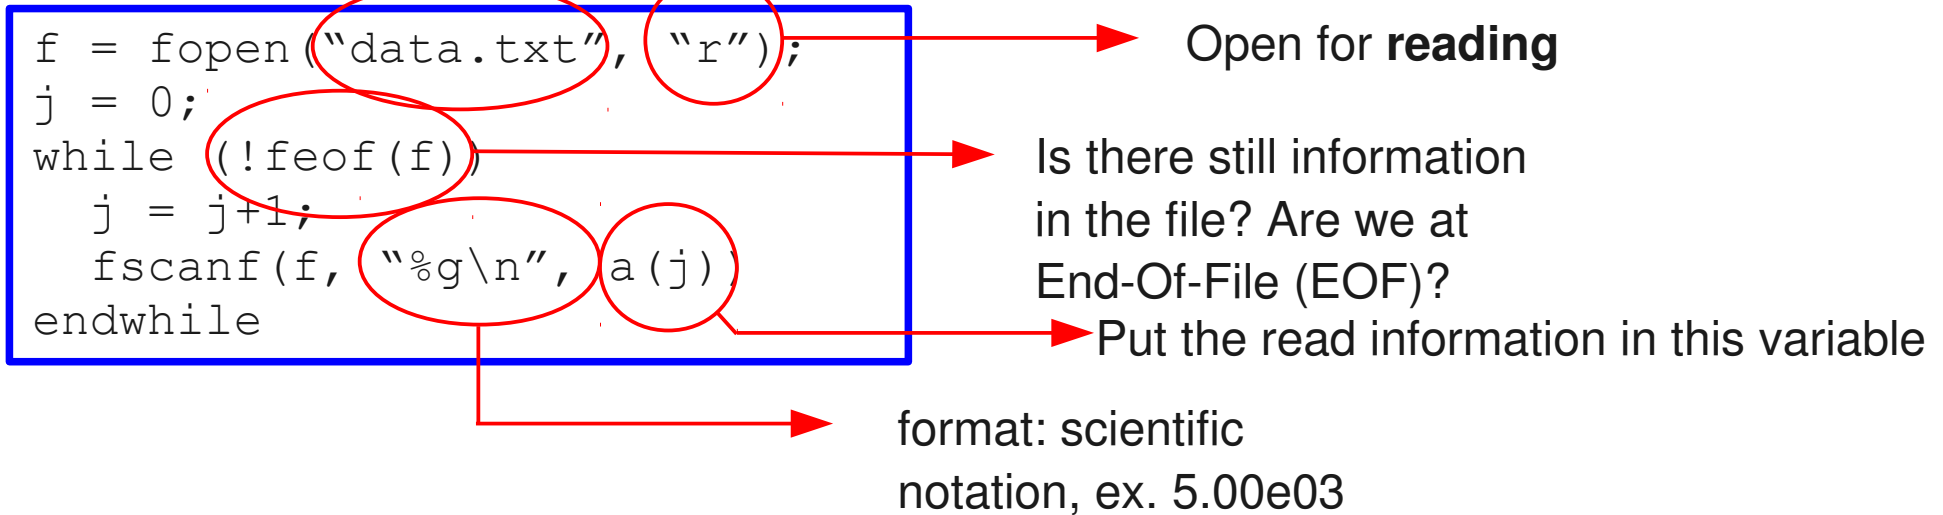 f = fopen(“data.txt”, “r”);
j = 0;
while (!feof(f))
j = j+1;
fscanf(f, “%g\n”, a(j))
endwhile
Open for reading
Is there still information
in the file? Are we at
End-Of-File (EOF)?
Put the read information in this variable
format: scientific
notation, ex. 5.00e03